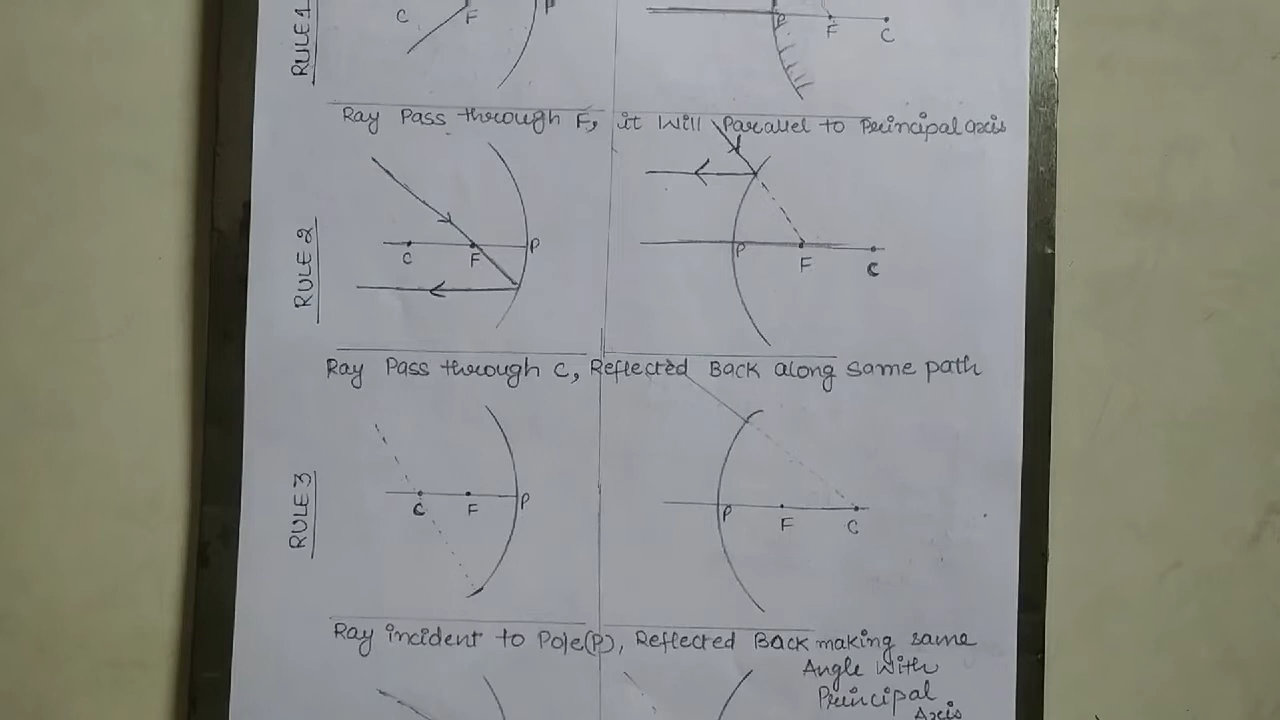 RULE 1
C
F
P
P
F
C
Ray Pass through F, it Will Parallel to Principal axis
RULE 2
C
F
P
P
F
C
Ray Pass through C, Reflected Back along same path
RULE 3
C
F
P
P
F
C
Ray incident to Pole(P), Reflected Back making same
Angle With
Principal
Axis